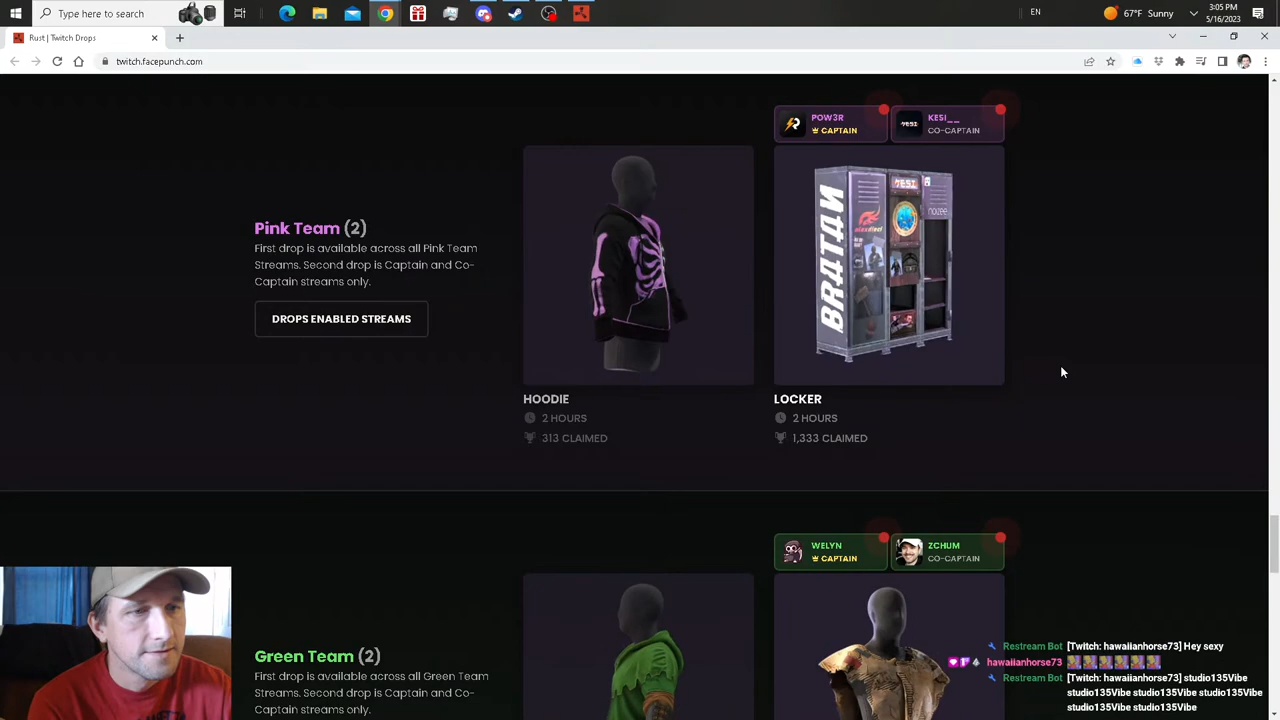 Type here to search
EN
67°F Sunny
3:05 PM
5/16/2023
Rust | Twitch Drops
twitch.facepunch.com
POW3R
CAPTAIN
KESI__
CO-CAPTAIN
BRATAN
KESI
noizee
Pink Team (2)
First drop is available across all Pink Team
Streams. Second drop is Captain and Co-
Captain streams only.
DROPS ENABLED STREAMS
HOODIE
2 HOURS
313 CLAIMED
LOCKER
2 HOURS
1,333 CLAIMED
WELYN
CAPTAIN
ZCHUM
CO-CAPTAIN
Green Team (2)
First drop is available across all Green Team
Streams. Second drop is Captain and Co-
Captain streams only.
Restream Bot [Twitch: hawaiianhorse73] Hey sexy
hawaiianhorse73
Restream Bot [Twitch: hawaiianhorse73] studio135Vibe
studio135Vibe studio135Vibe studio135Vibe
studio135Vibe studio135Vibe